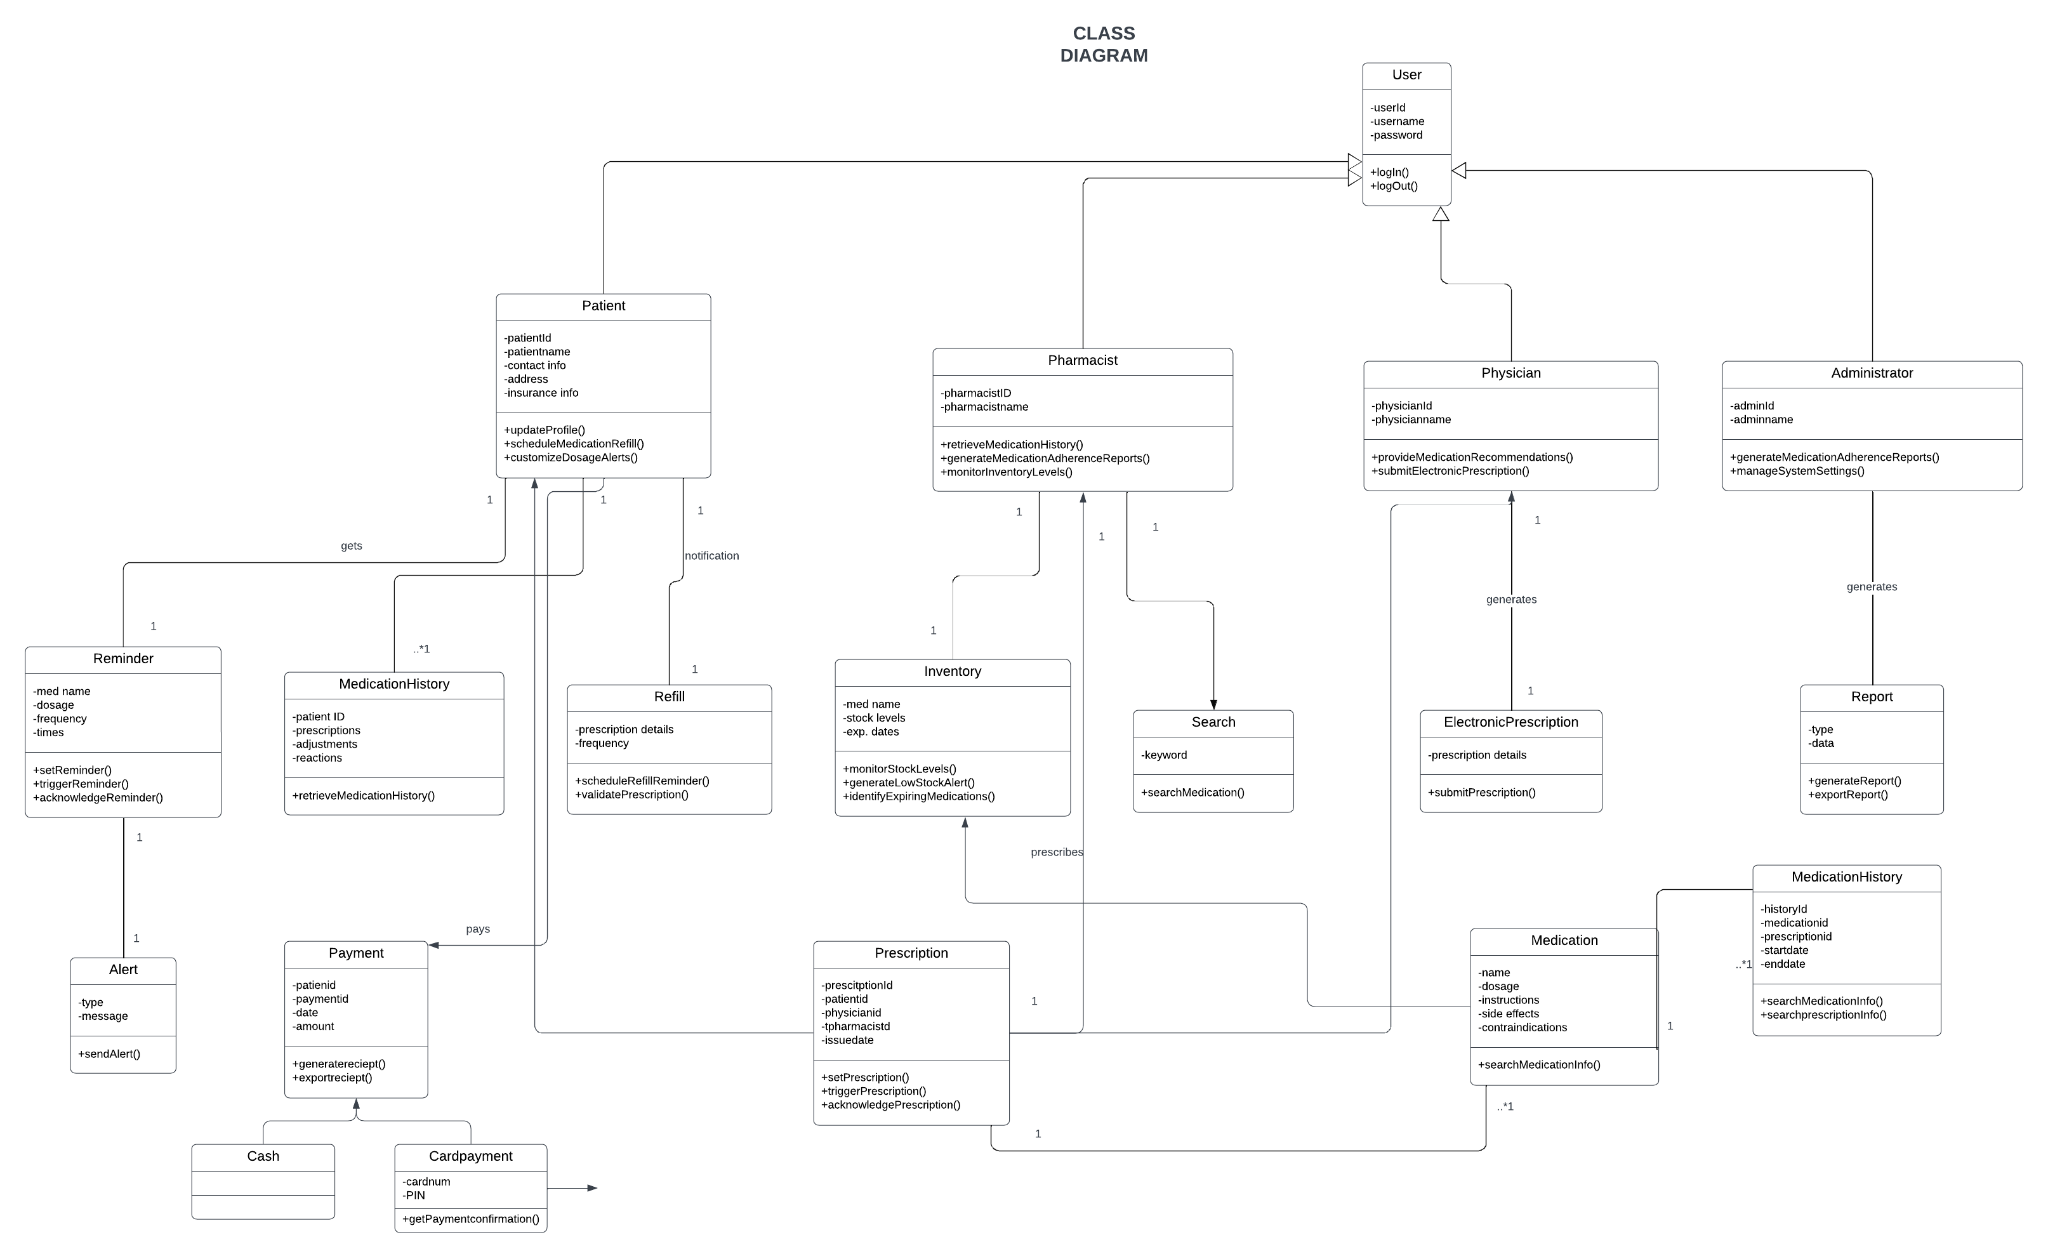 CLASS
DIAGRAM
User
-userId
-username
-password
+logIn()
+logOut()
Patient
-patientId
-patientname
-contact info
-address
-insurance info
+updateProfile()
+scheduleMedicationRefill()
+customizeDosageAlerts()
Pharmacist
-pharmacistID
-pharmacistname
+retrieveMedicationHistory()
+generateMedicationAdherenceReports()
+monitorInventoryLevels()
Physician
-physicianId
-physicianname
+provideMedicationRecommendations()
+submitElectronicPrescription()
Administrator
-adminId
-adminname
+generateMedicationAdherenceReports()
+manageSystemSettings()
1
1
1
1
1
1
1
gets
notification
generates
generates
1
..*1
1
1
1
Reminder
-med name
-dosage
-frequency
-times
+setReminder()
+triggerReminder()
+acknowledgeReminder()
MedicationHistory
-patient ID
-prescriptions
-adjustments
-reactions
+retrieveMedicationHistory()
Refill
-prescription details
-frequency
+scheduleRefillReminder()
+validatePrescription()
Inventory
-med name
-stock levels
-exp. dates
+monitorStockLevels()
+generateLowStockAlert()
+identifyExpiringMedications()
Search
-keyword
+searchMedication()
ElectronicPrescription
-prescription details
+submitPrescription()
Report
-type
-data
+generateReport()
+exportReport()
1
prescribes
1
pays
Alert
-type
-message
+sendAlert()
Payment
-patienid
-paymentid
-date
-amount
+generatereciept()
+exportreciept()
Prescription
-prescitptionId
-patientid
-physicianid
-tpharmacistd
-issuedate
+setPrescription()
+triggerPrescription()
+acknowledgePrescription()
1
Medication
-name
-dosage
-instructions
-side effects
-contraindications
+searchMedicationInfo()
MedicationHistory
-historyId
-medicationid
-prescriptionid
-startdate
-enddate
+searchMedicationInfo()
+searchprescriptionInfo()
..*1
1
..*1
1
Cash
Cardpayment
-cardnum
-PIN
+getPaymentconfirmation()